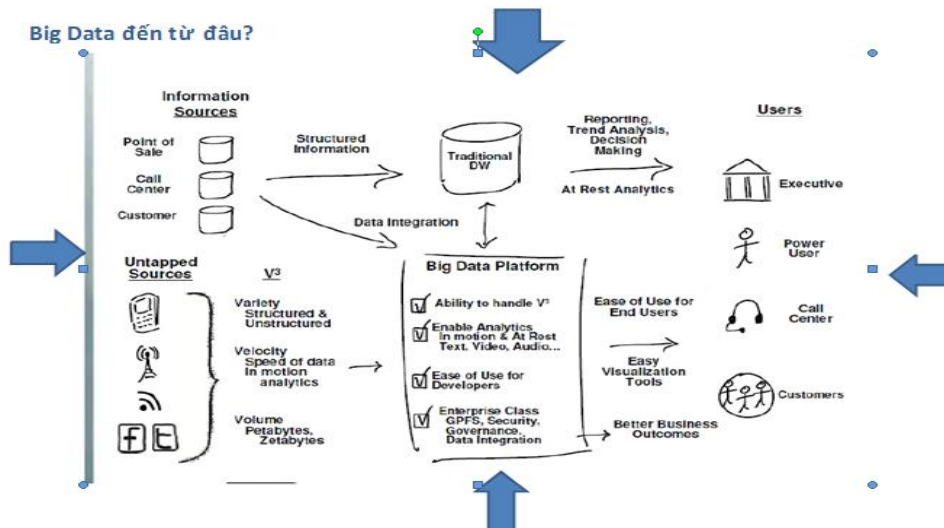 Big Data đến từ đâu?
Information
Sources
Point of
Sale
Call
Center
Customer
Structured
Information
Traditional
DW
Reporting,
Trend Analysis,
Decision
Making
At Rest Analytics
Users
Executive
Power
User
Call
Center
Customers
Data Integration
Untapped
Sources
V³
Variety
Structured &
Unstructured
Velocity
Speed of data
In motion
analytics
Volume
Petabytes,
Zetabytes
f t
Big Data Platform
Ability to handle V³
Enable Analytics
In motion & At Rest
Text, Video, Audio...
Ease of Use for
Developers
Enterprise Class
GPFS, Security,
Governance,
Data Integration
Ease of Use for
End Users
Easy
Visualization
Tools
Better Business
Outcomes